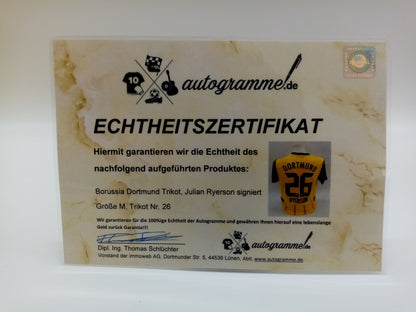 10
autogramme.de
ECHTHEITSZERTIFIKAT
Hiermit garantieren wir die Echtheit des
nachfolgend aufgeführten Produktes:
Borussia Dortmund Trikot, Julian Ryerson signiert
Größe M, Trikot Nr. 26
DORTMUND
26
RYERSON
Wir garantieren für die 100%ige Echtheit der Autogramme und gewähren Ihnen hierauf eine lebenslange
Geld zurück Garantie!!!
Dipl. Ing. Thomas Schlüchter
Vorstand der immoweb AG, Dortmunder Str. 5, 44536 Lünen, Abt. www.autogramme.de
autogramme.de